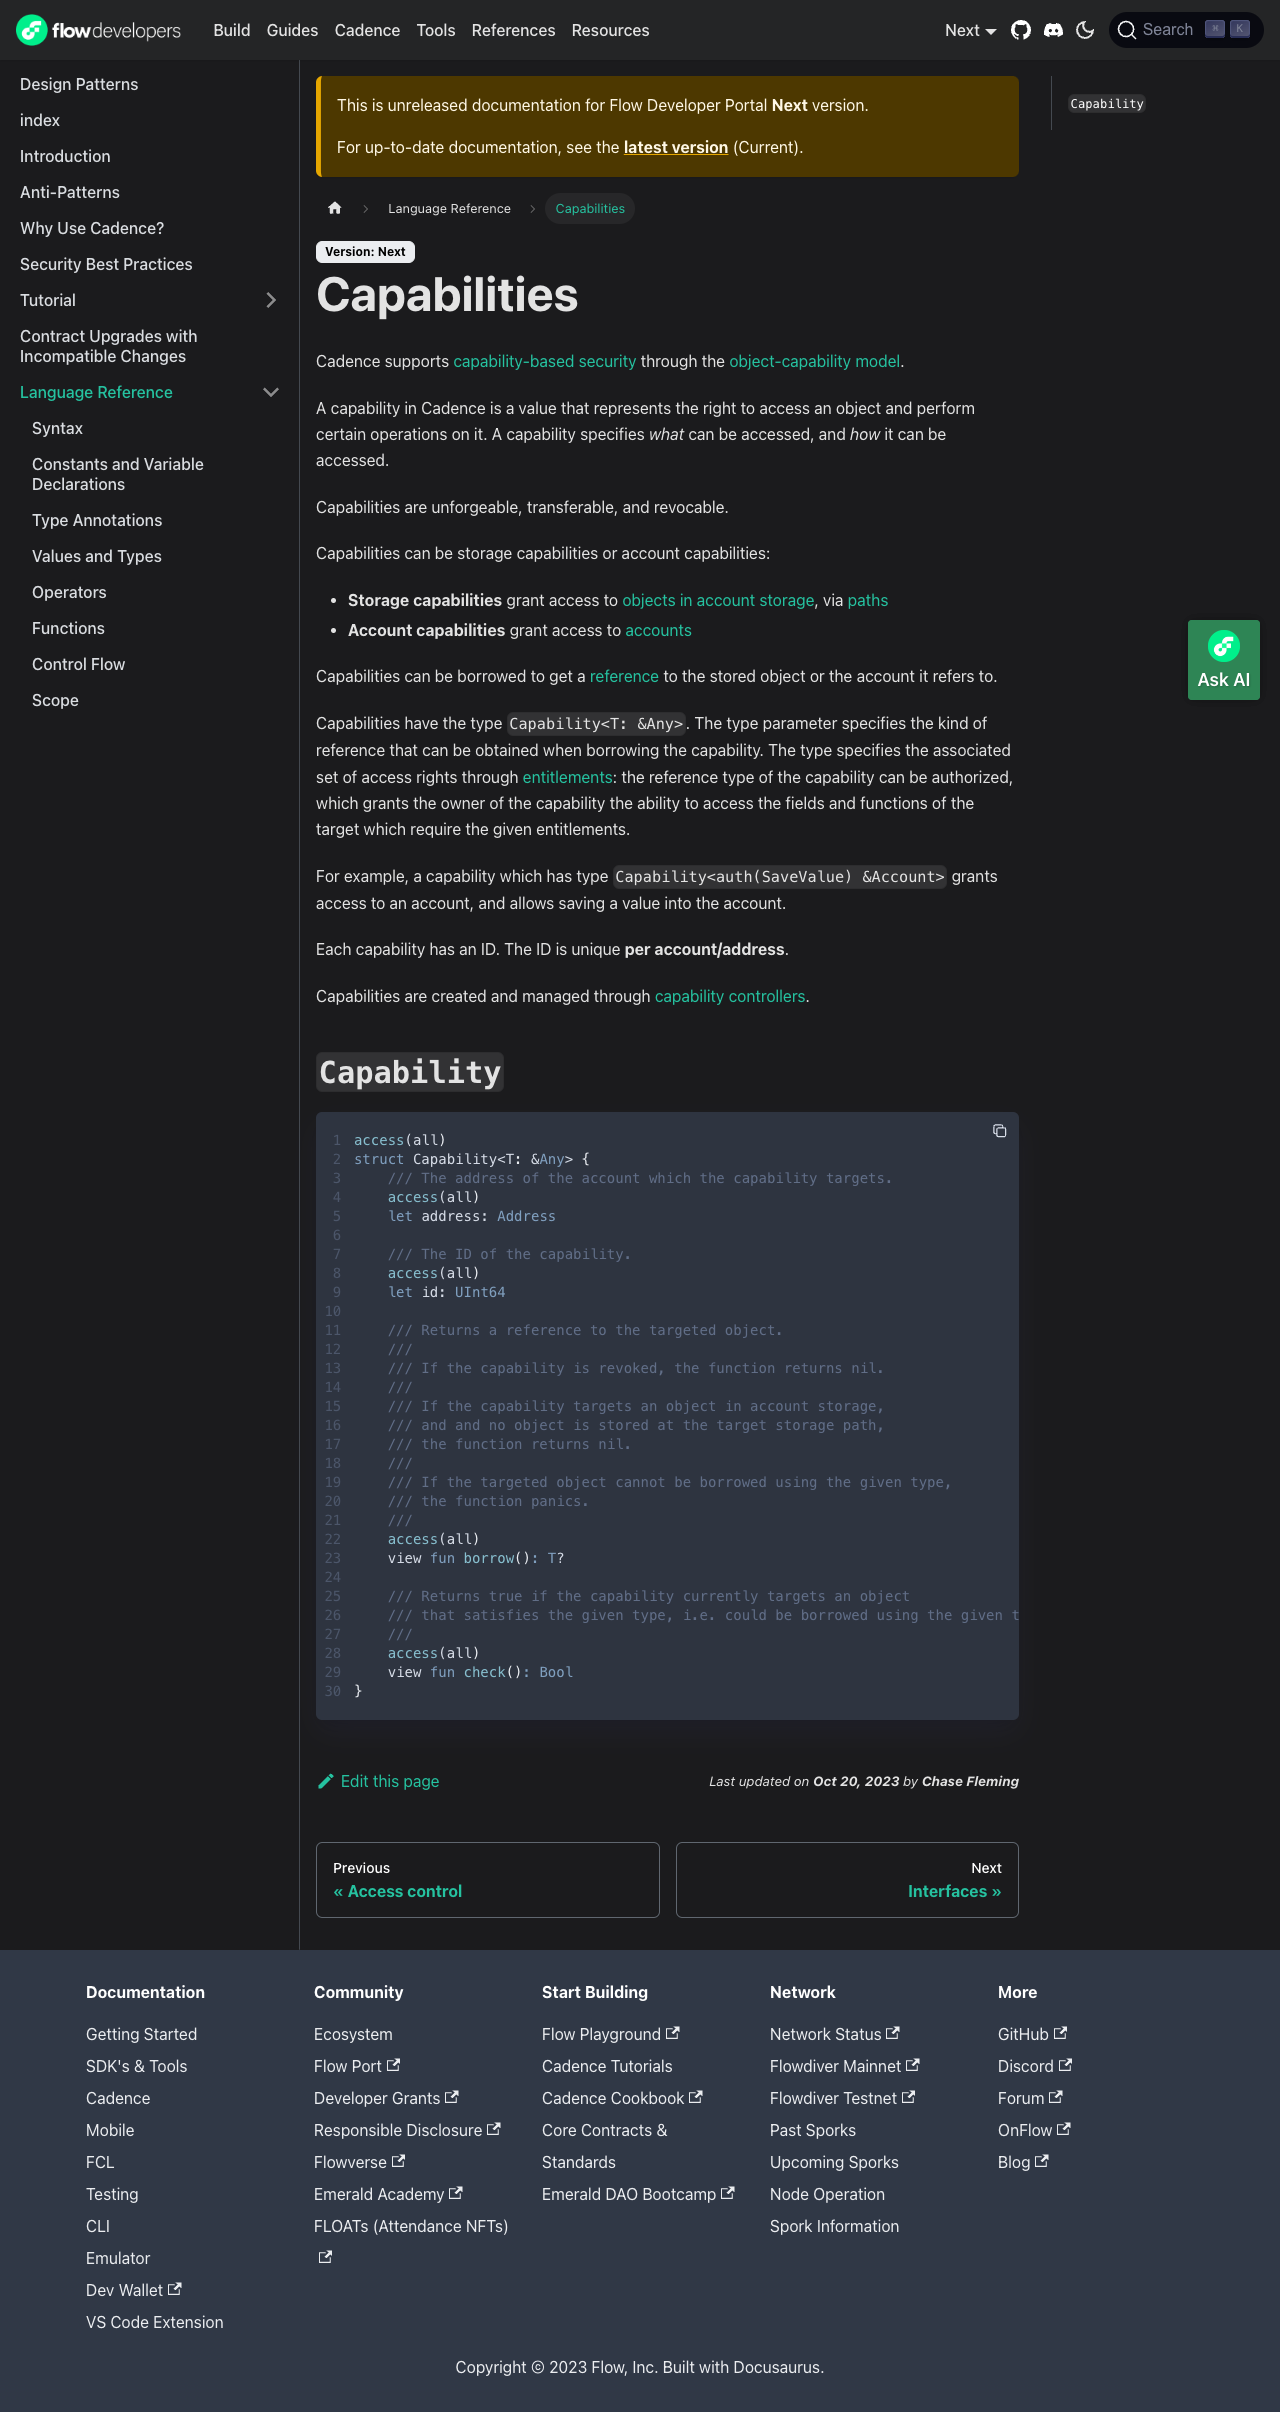 flowdevelopers Build Guides Cadence Tools References Resources Next Search ⌘ K
Design Patterns
index
Introduction
Anti-Patterns
Why Use Cadence?
Security Best Practices
Tutorial
Contract Upgrades with
Incompatible Changes
Language Reference
Syntax
Constants and Variable
Declarations
Type Annotations
Values and Types
Operators
Functions
Control Flow
Scope
This is unreleased documentation for Flow Developer Portal Next version.
For up-to-date documentation, see the latest version (Current).
Language Reference Capabilities
Version: Next
Capabilities
Cadence supports capability-based security through the object-capability model.
A capability in Cadence is a value that represents the right to access an object and perform
certain operations on it. A capability specifies what can be accessed, and how it can be
accessed.
Capabilities are unforgeable, transferable, and revocable.
Capabilities can be storage capabilities or account capabilities:
• Storage capabilities grant access to objects in account storage, via paths
• Account capabilities grant access to accounts
Capabilities can be borrowed to get a reference to the stored object or the account it refers to.
Capabilities have the type Capability<T: &Any>. The type parameter specifies the kind of
reference that can be obtained when borrowing the capability. The type specifies the associated
set of access rights through entitlements: the reference type of the capability can be authorized,
which grants the owner of the capability the ability to access the fields and functions of the
target which require the given entitlements.
For example, a capability which has type Capability<auth(SaveValue) &Account> grants
access to an account, and allows saving a value into the account.
Each capability has an ID. The ID is unique per account/address.
Capabilities are created and managed through capability controllers.
Capability
1 access(all)
2 struct Capability<T: &Any> {
3     /// The address of the account which the capability targets.
4     access(all)
5     let address: Address
6
7     /// The ID of the capability.
8     access(all)
9     let id: UInt64
10
11     /// Returns a reference to the targeted object.
12     ///
13     /// If the capability is revoked, the function returns nil.
14     ///
15     /// If the capability targets an object in account storage,
16     /// and and no object is stored at the target storage path,
17     /// the function returns nil.
18     ///
19     /// If the targeted object cannot be borrowed using the given type,
20     /// the function panics.
21     ///
22     access(all)
23     view fun borrow(): T?
24
25     /// Returns true if the capability currently targets an object
26     /// that satisfies the given type, i.e. could be borrowed using the given t
27     ///
28     access(all)
29     view fun check(): Bool
30 }
Edit this page Last updated on Oct 20, 2023 by Chase Fleming
Previous
« Access control
Next
Interfaces »
Capability
Ask AI
Documentation
Getting Started
SDK's & Tools
Cadence
Mobile
FCL
Testing
CLI
Emulator
Dev Wallet
VS Code Extension
Community
Ecosystem
Flow Port
Developer Grants
Responsible Disclosure
Flowverse
Emerald Academy
FLOATs (Attendance NFTs)
Start Building
Flow Playground
Cadence Tutorials
Cadence Cookbook
Core Contracts &
Standards
Emerald DAO Bootcamp
Network
Network Status
Flowdiver Mainnet
Flowdiver Testnet
Past Sporks
Upcoming Sporks
Node Operation
Spork Information
More
GitHub
Discord
Forum
OnFlow
Blog
Copyright © 2023 Flow, Inc. Built with Docusaurus.